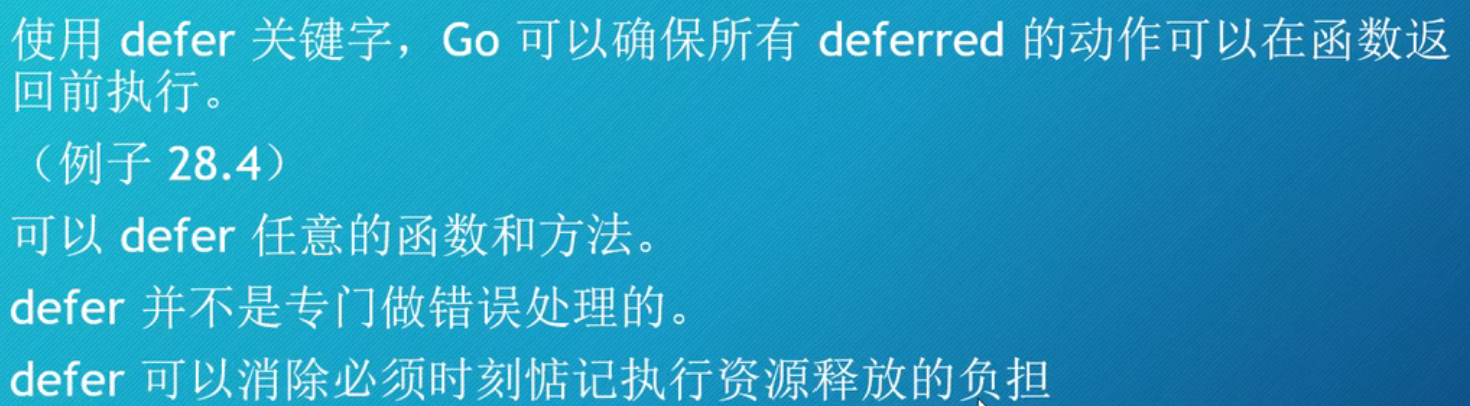 使用 defer 关键字，Go 可以确保所有 deferred 的动作可以在函数返
回前执行。
（例子 28.4）
可以 defer 任意的函数和方法。
defer 并不是专门做错误处理的。
defer 可以消除必须时刻惦记执行资源释放的负担